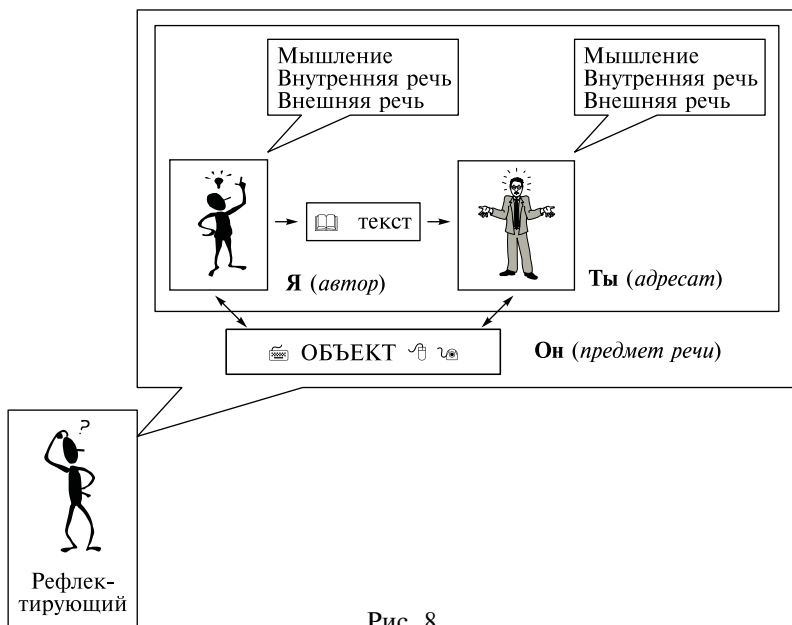 Мышление
Внутренняя речь
Внешняя речь
Мышление
Внутренняя речь
Внешняя речь
текст
Я (автор)
Ты (адресат)
ОБЪЕКТ
Он (предмет речи)
?
Рефлек-
тирующий
Рис. 8